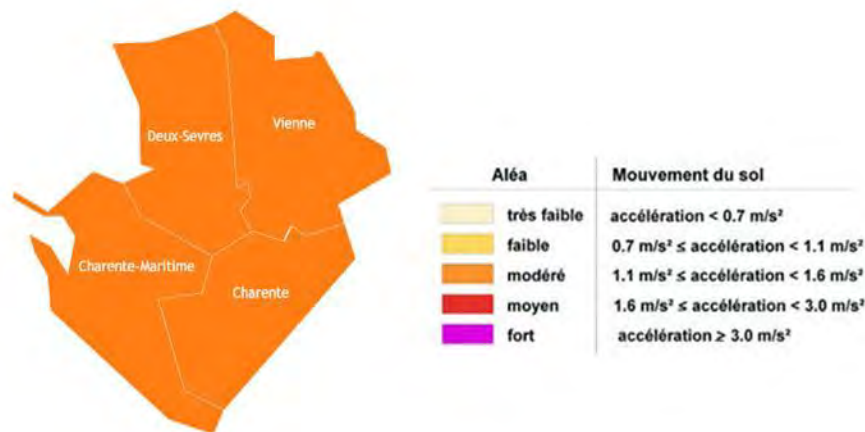 Deux-Sevres
Vienne
Charente-Maritime
Charente
Aléa Mouvement du sol
très faible accélération < 0.7 m/s²
faible 0.7 m/s² ≤ accélération < 1.1 m/s²
modéré 1.1 m/s² ≤ accélération < 1.6 m/s²
moyen 1.6 m/s² ≤ accélération < 3.0 m/s²
fort accélération ≥ 3.0 m/s²